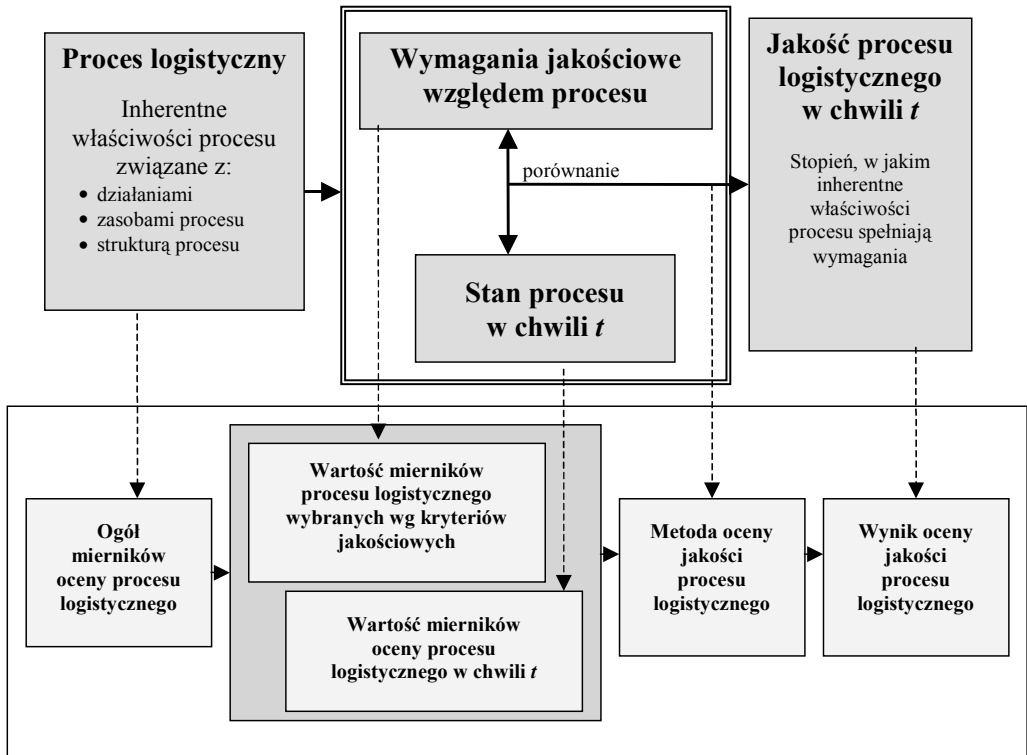 Proces logistyczny
Inherentne
właściwości procesu
związane z:
• działaniami
• zasobami procesu
• strukturą procesu
Wymagania jakościowe
względem procesu
porównanie
Stan procesu
w chwili t
Jakość procesu
logistycznego
w chwili t
Stopień, w jakim
inherentne
właściwości
procesu spełniają
wymagania
Ogół
mierników
oceny procesu
logistycznego
Wartość mierników
procesu logistycznego
wybranych wg kryteriów
jakościowych
Wartość mierników
oceny procesu
logistycznego w chwili t
Metoda oceny
jakości
procesu
logistycznego
Wynik oceny
jakości
procesu
logistycznego